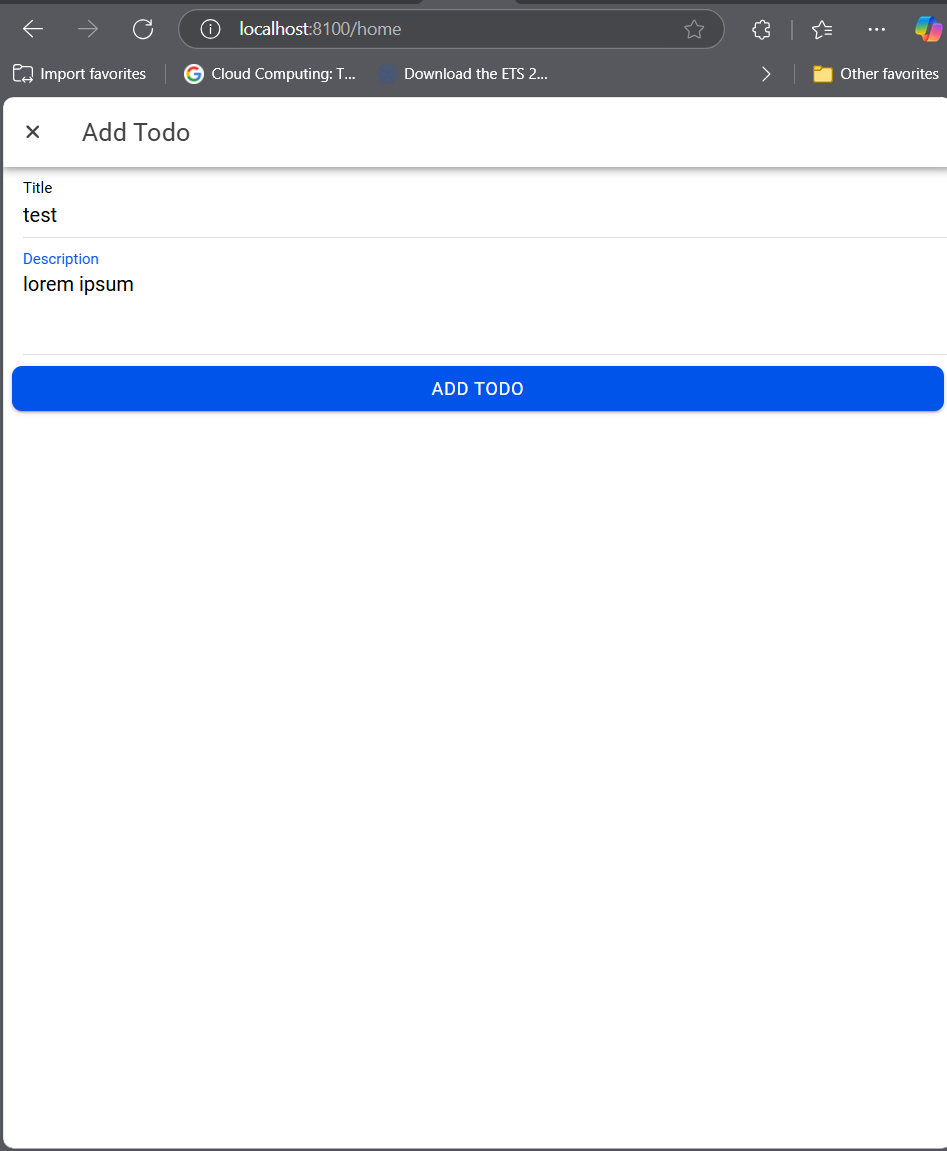 localhost:8100/home
Import favorites
Cloud Computing: T...
Download the ETS 2...
Other favorites
Add Todo
Title
test
Description
lorem ipsum
ADD TODO